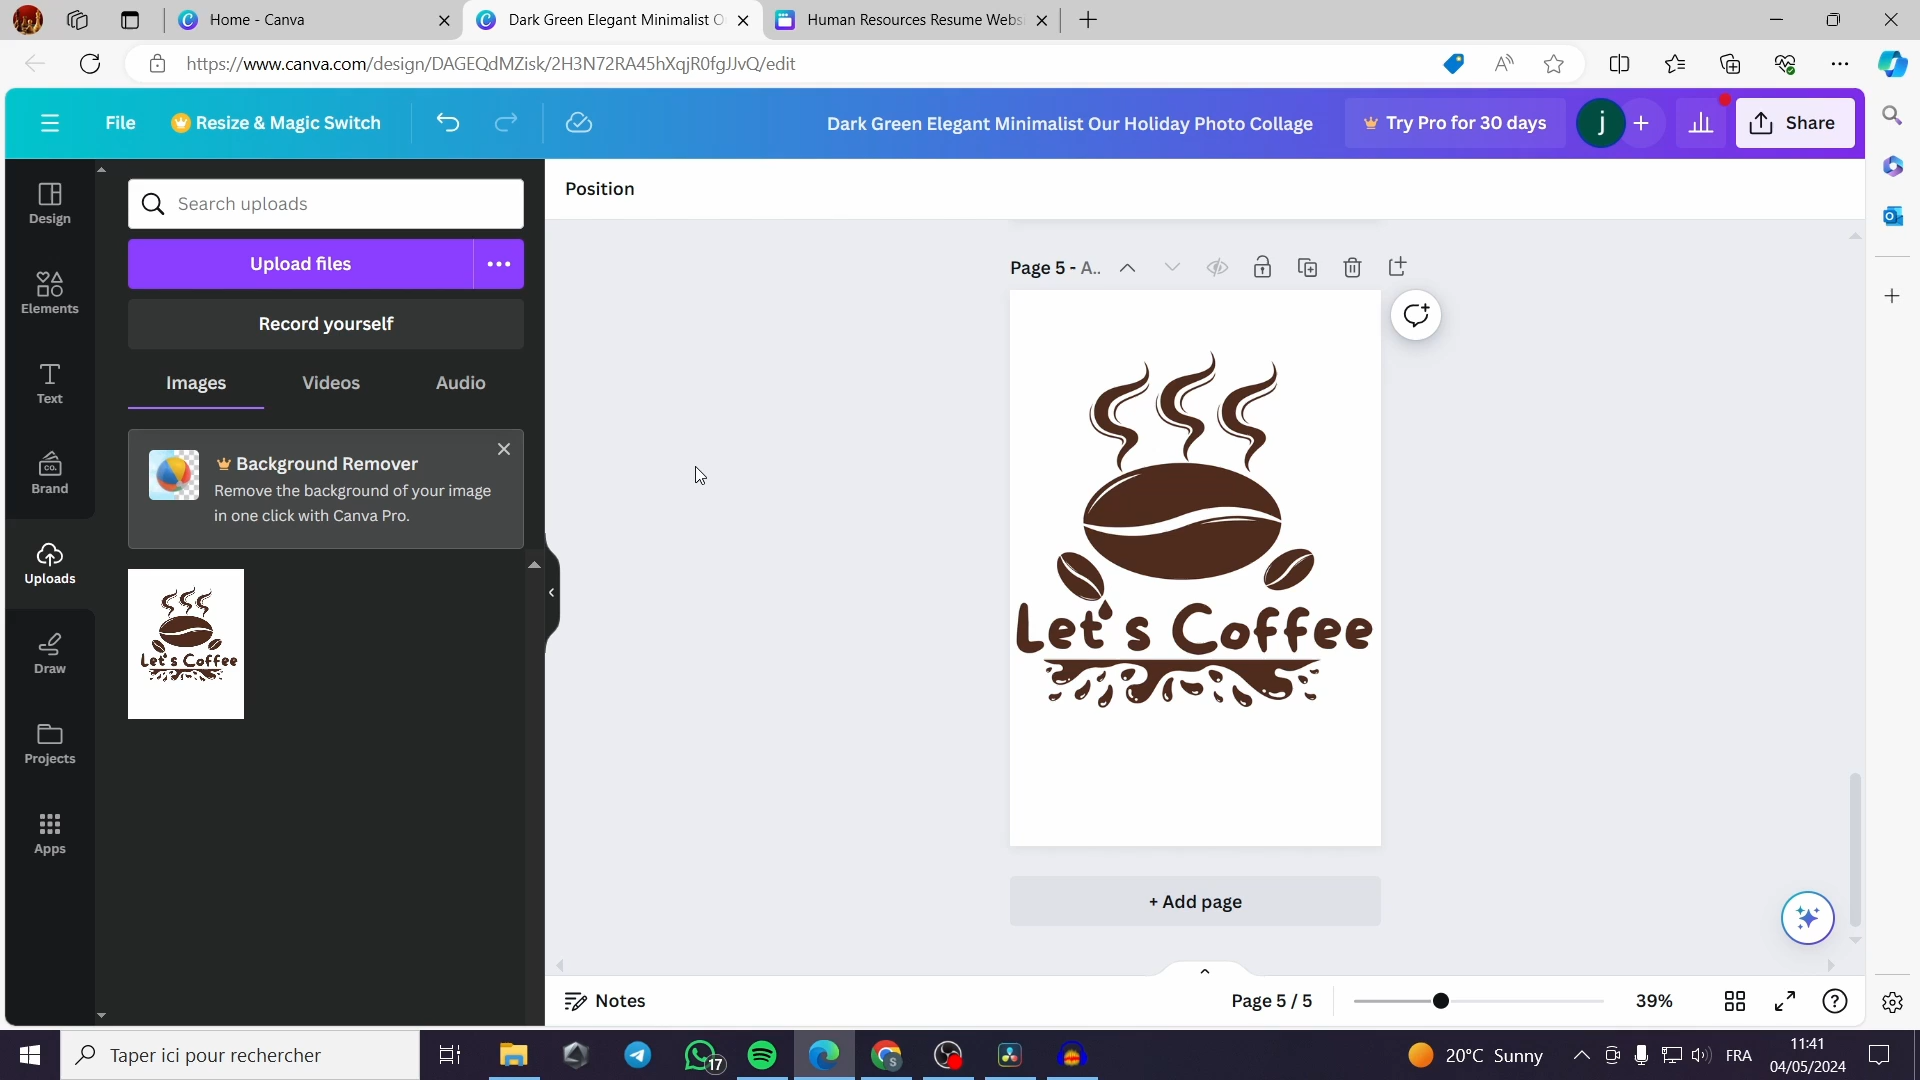 Home - Canva
Dark Green Elegant Minimalist O
Human Resources Resume Webs
https://www.canva.com/design/DAGEQdMZisk/2H3N72RA45hXqjR0fgJJvQ/edit
File
Resize & Magic Switch
Dark Green Elegant Minimalist Our Holiday Photo Collage
Try Pro for 30 days
j
Share
Design
Elements
Text
CO.
Brand
Uploads
Draw
Projects
Apps
Search uploads
Upload files
Record yourself
Images
Videos
Audio
Background Remover
Remove the background of your image
in one click with Canva Pro.
Let's Coffee
Position
Page 5 - A..
Let's Coffee
+ Add page
Notes
Page 5 / 5
39%
Taper ici pour rechercher
17
S
20°C Sunny
FRA
11:41
04/05/2024